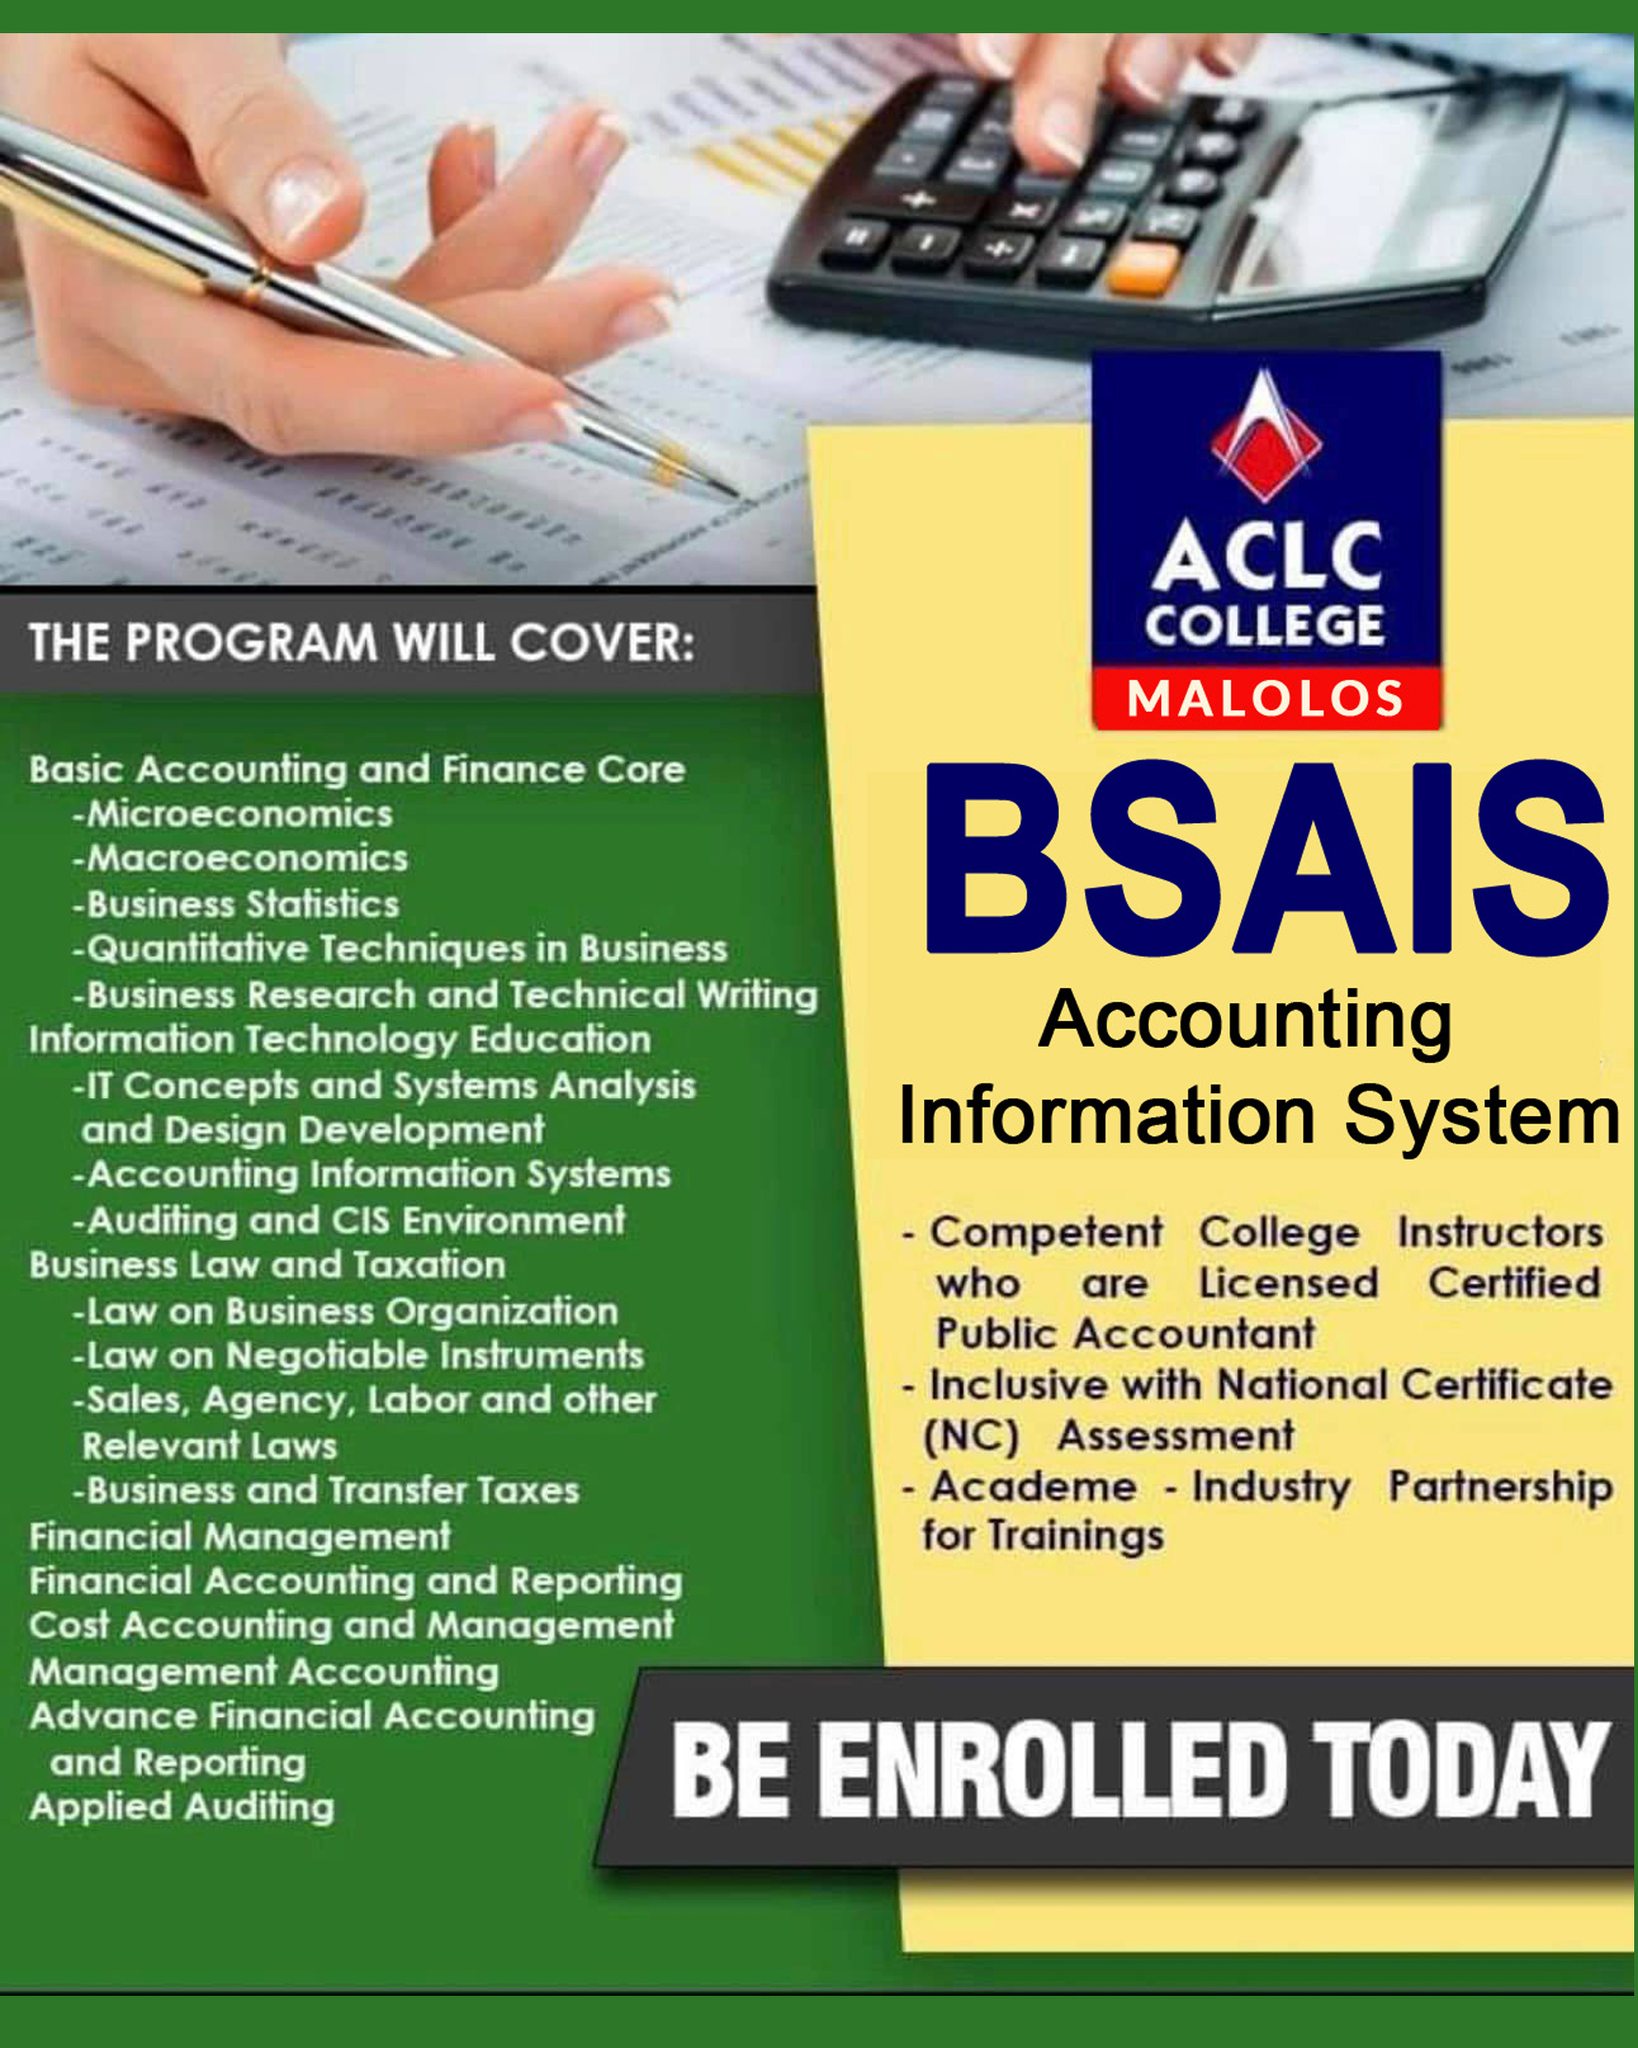 ACLC
COLLEGE
MALOLOS
THE PROGRAM WILL COVER:
Basic Accounting and Finance Core
-Microeconomics
-Macroeconomics
-Business Statistics
-Quantitative Techniques in Business
-Business Research and Technical Writing
Information Technology Education
-IT Concepts and Systems Analysis
and Design Development
-Accounting Information Systems
-Auditing and CIS Environment
Business Law and Taxation
-Law on Business Organization
-Law on Negotiable Instruments
-Sales, Agency, Labor and other
Relevant Laws
-Business and Transfer Taxes
Financial Management
Financial Accounting and Reporting
Cost Accounting and Management
Management Accounting
Advance Financial Accounting
and Reporting
Applied Auditing
BSAIS
Accounting
Information System
- Competent College Instructors
who are Licensed Certified
Public Accountant
- Inclusive with National Certificate
(NC) Assessment
- Academe - Industry Partnership
for Trainings
BE ENROLLED TODAY